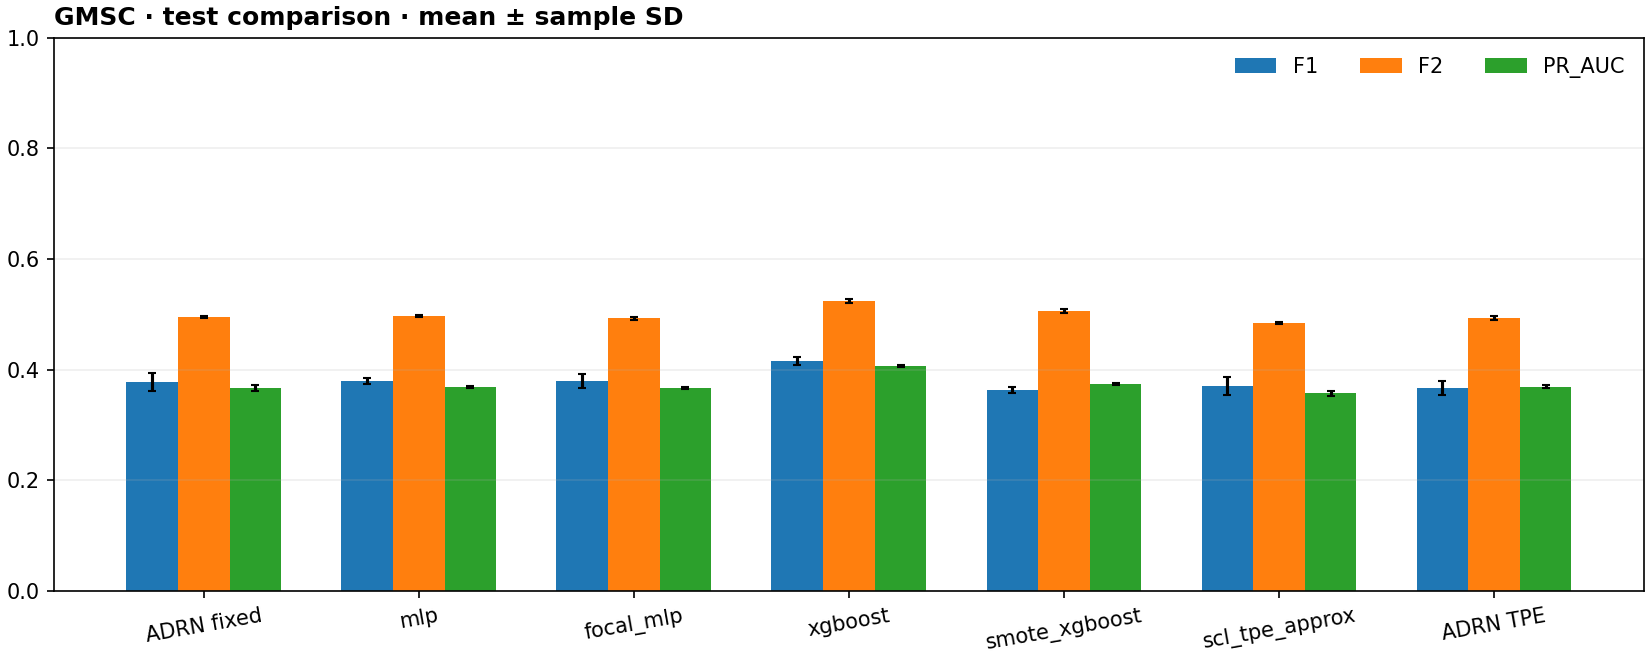 GMSC · test comparison · mean ± sample SD
F1 F2 PR_AUC
1.0
0.8
0.6
0.4
0.2
0.0
ADRN fixed mlp focal_mlp xgboost smote_xgboost scl_tpe_approx ADRN TPE